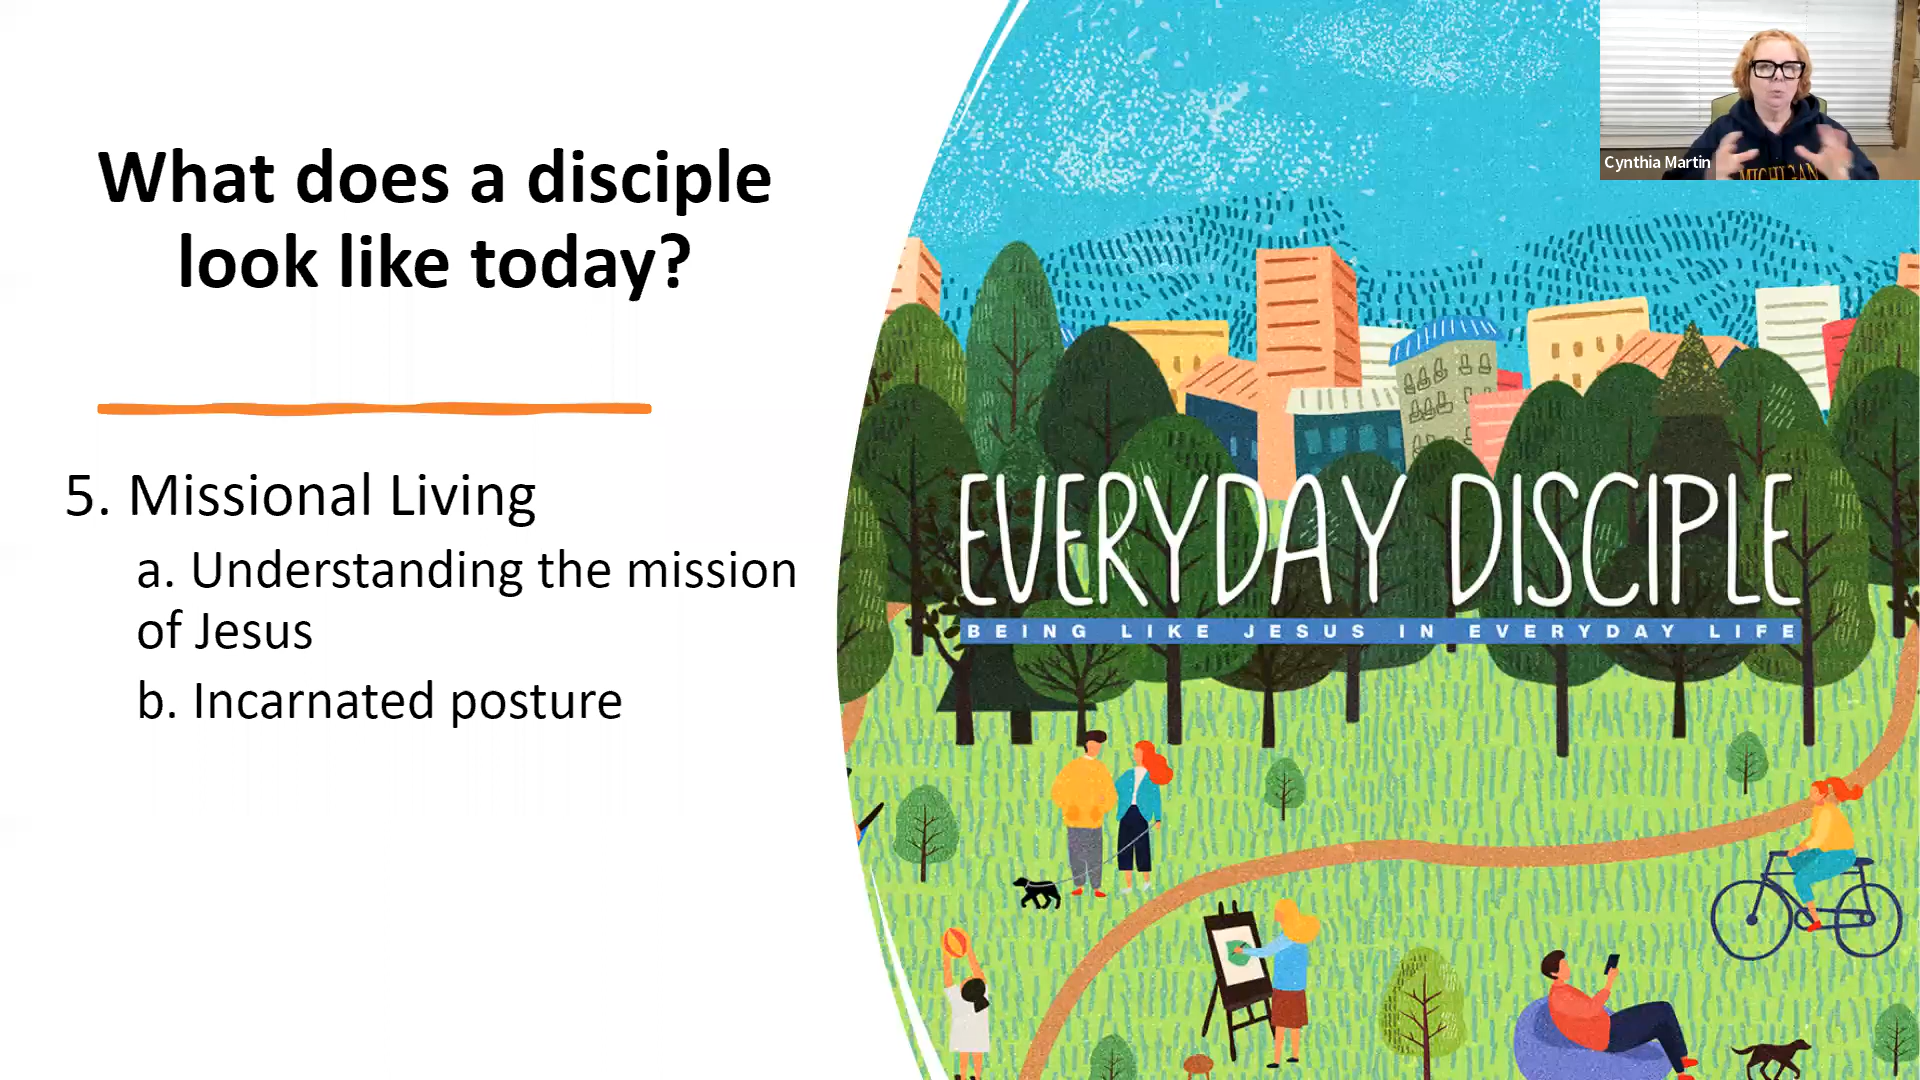 What does a disciple
look like today?
5. Missional Living
a. Understanding the mission
of Jesus
b. Incarnated posture
EVERYDAY DISCIPLE
BEING LIKE JESUS IN EVERYDAY LIFE
Cynthia Martin
MICHIGAN